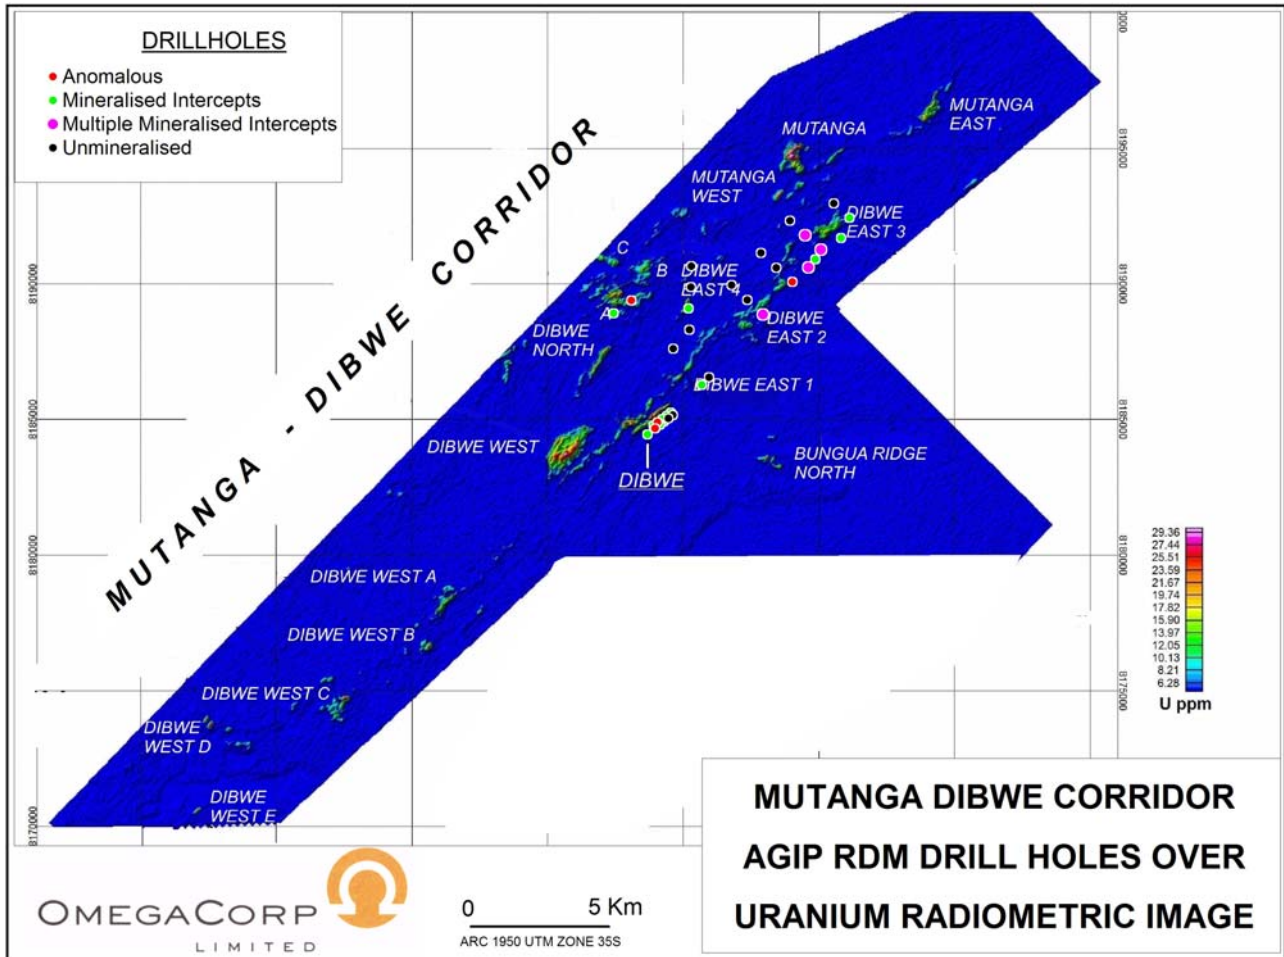 DRILLHOLES
Anomalous
Mineralised Intercepts
Multiple Mineralised Intercepts
Unmineralised
MUTANGA - DIBWE CORRIDOR
MUTANGA
EAST
MUTANGA
MUTANGA
WEST
DIBWE
EAST 3
C
B
DIBWE
EAST 4
A
DIBWE
NORTH
DIBWE
EAST 2
DIBWE EAST 1
DIBWE WEST
DIBWE
BUNGUA RIDGE
NORTH
DIBWE WEST A
DIBWE WEST B
DIBWE WEST C
DIBWE
WEST D
DIBWE
WEST E
8190000
8185000
8180000
8175000
8170000
8195000
8190000
8185000
8180000
8175000
29.36
27.44
25.51
23.59
21.67
19.74
17.82
15.90
13.97
12.05
10.13
8.21
6.28
U ppm
MUTANGA DIBWE CORRIDOR
AGIP RDM DRILL HOLES OVER
URANIUM RADIOMETRIC IMAGE
OMEGACORP
LIMITED
0 5 Km
ARC 1950 UTM ZONE 35S